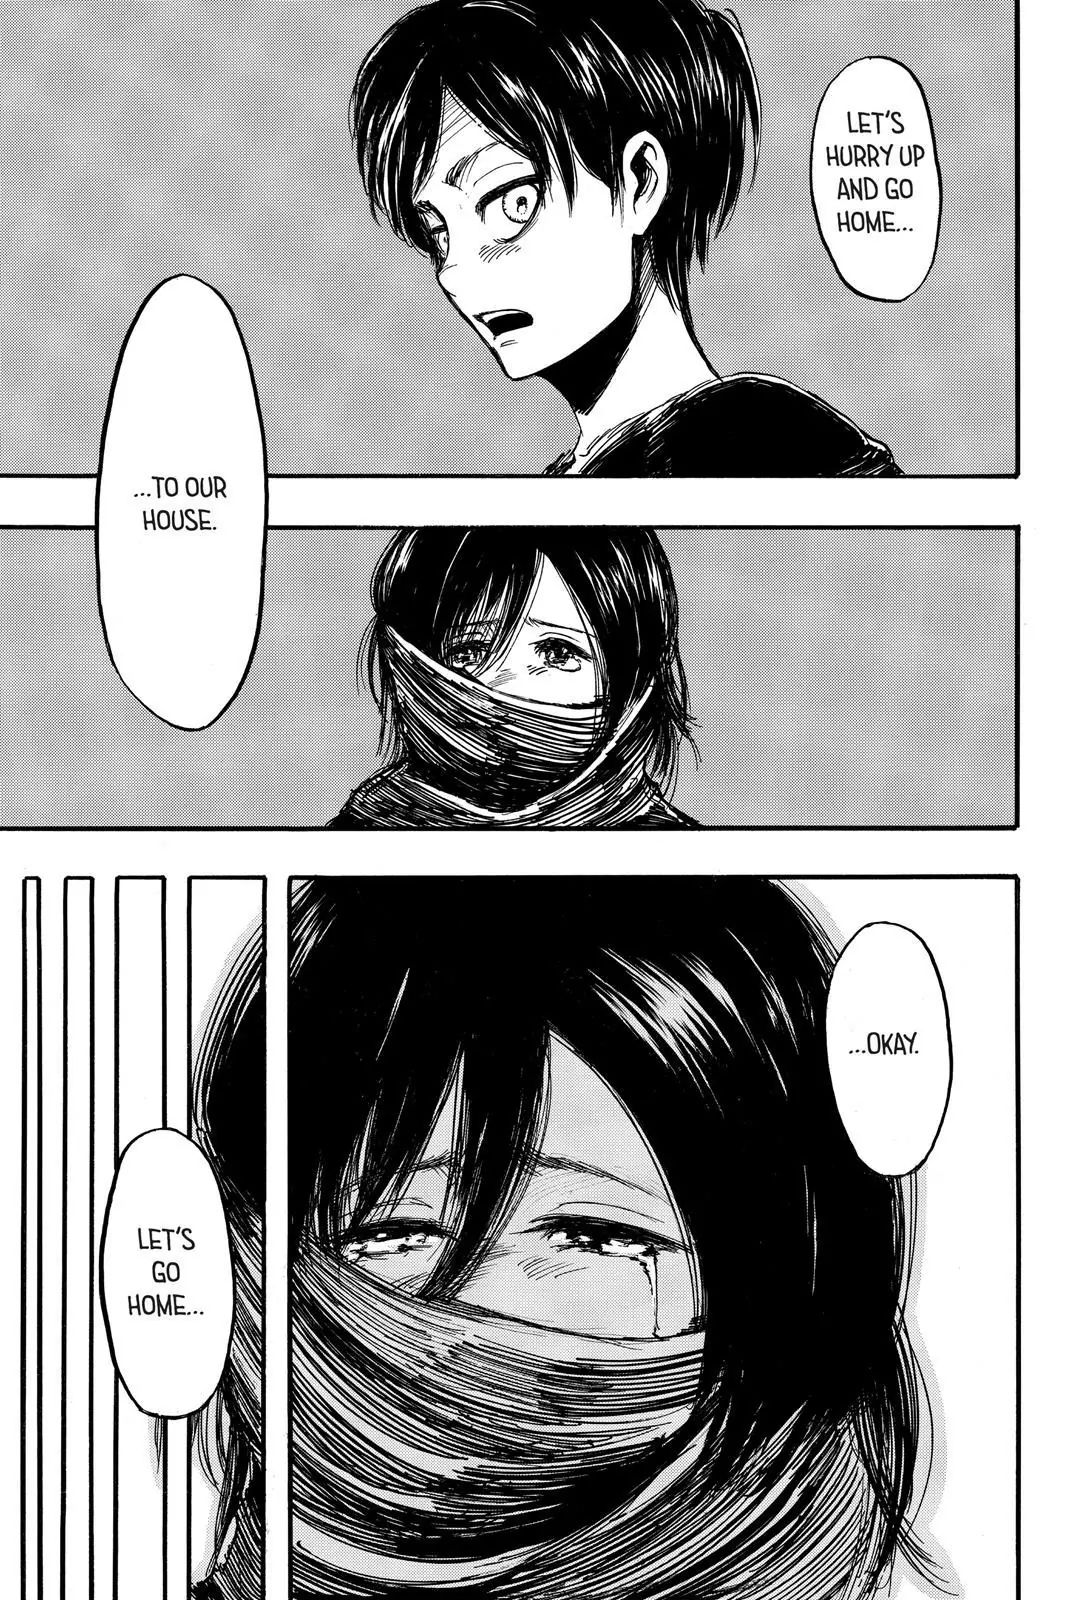 LET'S
HURRY UP
AND GO
HOME...
...TO OUR
HOUSE.
...OKAY.
LET'S
GO
HOME...